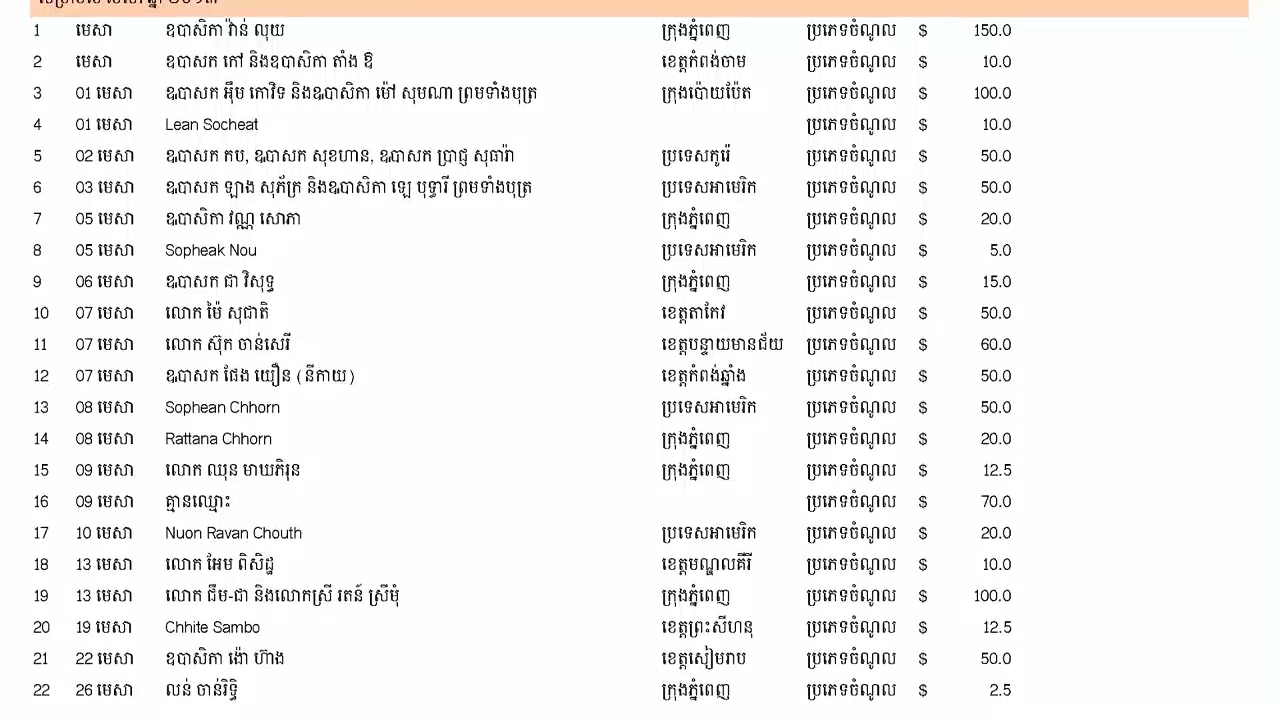 1 មេសា ឧបាសិកា វ៉ាន់ លុយ ក្រុងភ្នំពេញ ប្រភេទចំណូល $ 150.0
2 មេសា ឧបាសក កៅ និងឧបាសិកា តាំង ឱ ខេត្តកំពង់ចាម ប្រភេទចំណូល $ 10.0
3 01 មេសា ឩបាសក អ៊ឹម កោវិទ និងឩបាសិកា ម៉ៅ សុមណា ព្រមទាំងបុត្រ ក្រុងប៉ោយប៉ែត ប្រភេទចំណូល $ 100.0
4 01 មេសា Lean Socheat ប្រភេទចំណូល $ 10.0
5 02 មេសា ឩបាសក កប, ឩបាសក សុខហាន, ឩបាសក ប្រាជ្ញ សុធារ៉ា ប្រទេសកូរ៉េ ប្រភេទចំណូល $ 50.0
6 03 មេសា ឩបាសក ឡាង សុភ័ក្រ និងឩបាសិកា ឡេ បុទ្ធារី ព្រមទាំងបុត្រ ប្រទេសអាមេរិក ប្រភេទចំណូល $ 50.0
7 05 មេសា ឩបាសិកា វណ្ណ សោភា ក្រុងភ្នំពេញ ប្រភេទចំណូល $ 20.0
8 05 មេសា Sopheak Nou ប្រទេសអាមេរិក ប្រភេទចំណូល $ 5.0
9 06 មេសា ឧបាសក ជា វិសុទ្ធ ក្រុងភ្នំពេញ ប្រភេទចំណូល $ 15.0
10 07 មេសា លោក ម៉ៃ សុជាតិ ខេត្តតាកែវ ប្រភេទចំណូល $ 50.0
11 07 មេសា លោក ស៊ុក ចាន់សេរី ខេត្តបន្ទាយមានជ័យ ប្រភេទចំណូល $ 60.0
12 07 មេសា ឩបាសក ផែង យឿន ( នីកាយ ) ខេត្តកំពង់ឆ្នាំង ប្រភេទចំណូល $ 50.0
13 08 មេសា Sophean Chhorn ប្រទេសអាមេរិក ប្រភេទចំណូល $ 50.0
14 08 មេសា Rattana Chhorn ក្រុងភ្នំពេញ ប្រភេទចំណូល $ 20.0
15 09 មេសា លោក ឈុន មាឃភិរុន ក្រុងភ្នំពេញ ប្រភេទចំណូល $ 12.5
16 09 មេសា គ្មានឈ្មោះ ប្រភេទចំណូល $ 70.0
17 10 មេសា Nuon Ravan Chouth ប្រទេសអាមេរិក ប្រភេទចំណូល $ 20.0
18 13 មេសា លោក អែម ពិសិដ្ឋ ខេត្តមណ្ឌលគីរី ប្រភេទចំណូល $ 10.0
19 13 មេសា លោក ជឹម-ជា និងលោកស្រី រតន៍ ស្រីមុំ ក្រុងភ្នំពេញ ប្រភេទចំណូល $ 100.0
20 19 មេសា Chhite Sambo ខេត្តព្រះសីហនុ ប្រភេទចំណូល $ 12.5
21 22 មេសា ឧបាសិកា ង៉ោ ហ៊ាង ខេត្តសៀមរាប ប្រភេទចំណូល $ 50.0
22 26 មេសា លន់ ចាន់រិទ្ធិ ក្រុងភ្នំពេញ ប្រភេទចំណូល $ 2.5